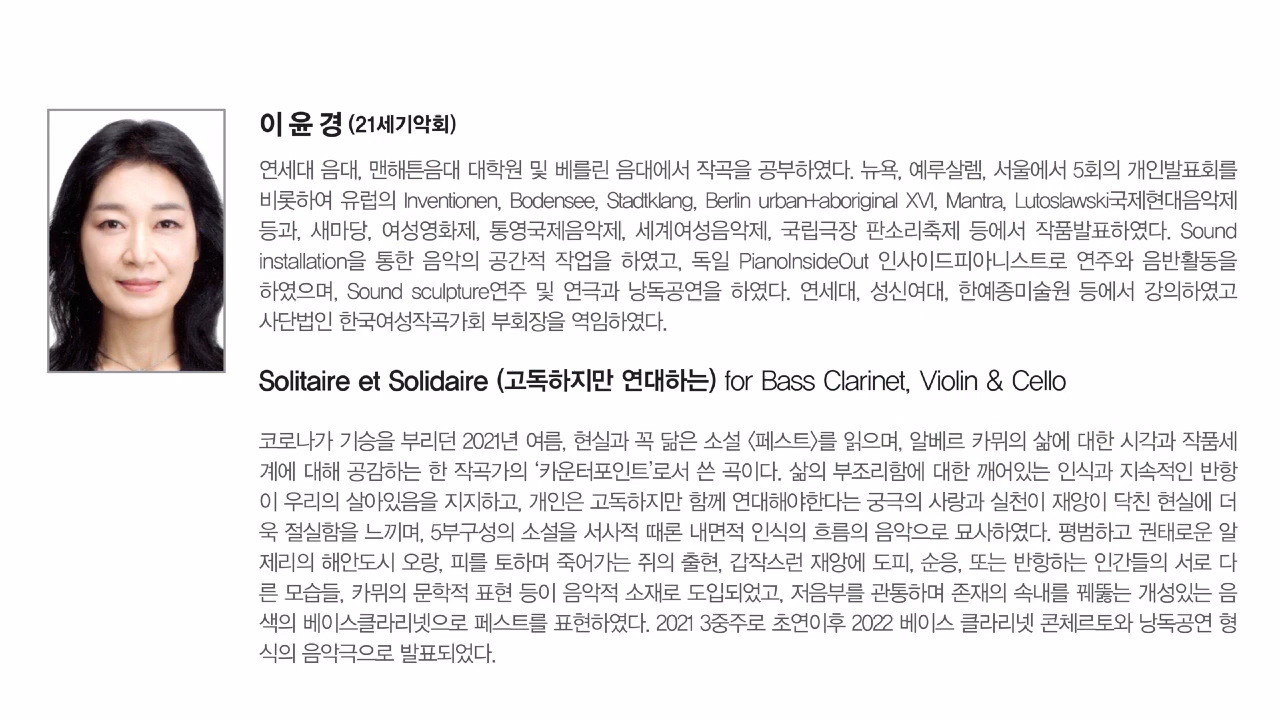 이 윤 경 (21세기악회)
연세대 음대, 맨해튼음대 대학원 및 베를린 음대에서 작곡을 공부하였다. 뉴욕, 예루살렘, 서울에서 5회의 개인발표회를
비롯하여 유럽의 Inventionen, Bodensee, Stadtklang, Berlin urban+aboriginal XVI, Mantra, Lutoslawski국제현대음악제
등과, 새마당, 여성영화제, 통영국제음악제, 세계여성음악제, 국립극장 판소리축제 등에서 작품발표하였다. Sound
installation을 통한 음악의 공간적 작업을 하였고, 독일 PianoInsideOut 인사이드피아니스트로 연주와 음반활동을
하였으며, Sound sculpture연주 및 연극과 낭독공연을 하였다. 연세대, 성신여대, 한예종미술원 등에서 강의하였고
사단법인 한국여성작곡가회 부회장을 역임하였다.
Solitaire et Solidaire (고독하지만 연대하는) for Bass Clarinet, Violin & Cello
코로나가 기승을 부리던 2021년 여름, 현실과 꼭 닮은 소설 〈페스트〉를 읽으며, 알베르 카뮈의 삶에 대한 시각과 작품세
계에 대해 공감하는 한 작곡가의 ‘카운터포인트’로서 쓴 곡이다. 삶의 부조리함에 대한 깨어있는 인식과 지속적인 반항
이 우리의 살아있음을 지지하고, 개인은 고독하지만 함께 연대해야한다는 궁극의 사랑과 실천이 재앙이 닥친 현실에 더
욱 절실함을 느끼며, 5부구성의 소설을 서사적 때론 내면적 인식의 흐름의 음악으로 묘사하였다. 평범하고 권태로운 알
제리의 해안도시 오랑, 피를 토하며 죽어가는 쥐의 출현, 갑작스런 재앙에 도피, 순응, 또는 반항하는 인간들의 서로 다
른 모습들, 카뮈의 문학적 표현 등이 음악적 소재로 도입되었고, 저음부를 관통하며 존재의 속내를 꿰뚫는 개성있는 음
색의 베이스클라리넷으로 페스트를 표현하였다. 2021 3중주로 초연이후 2022 베이스 클라리넷 콘체르토와 낭독공연 형
식의 음악극으로 발표되었다.